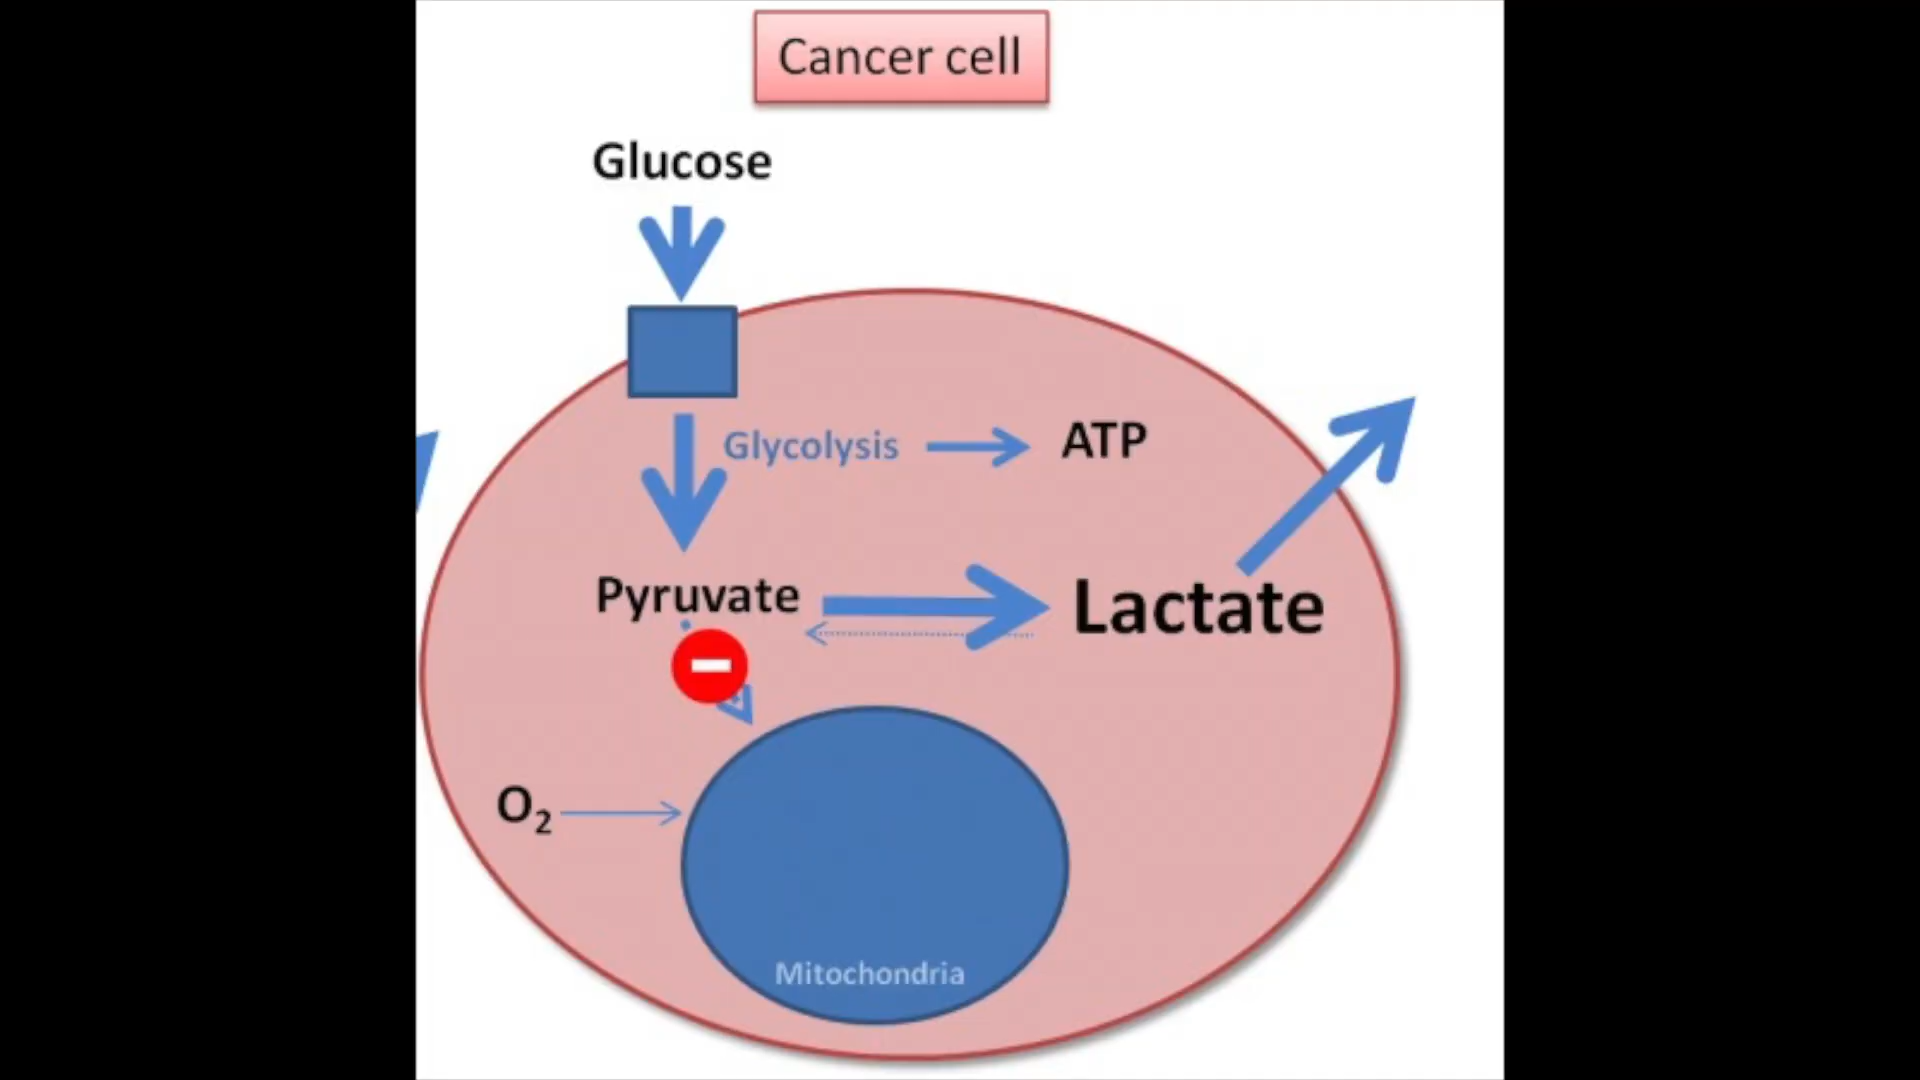 Cancer cell
Glucose
Glycolysis
ATP
Pyruvate
Lactate
O₂
Mitochondria